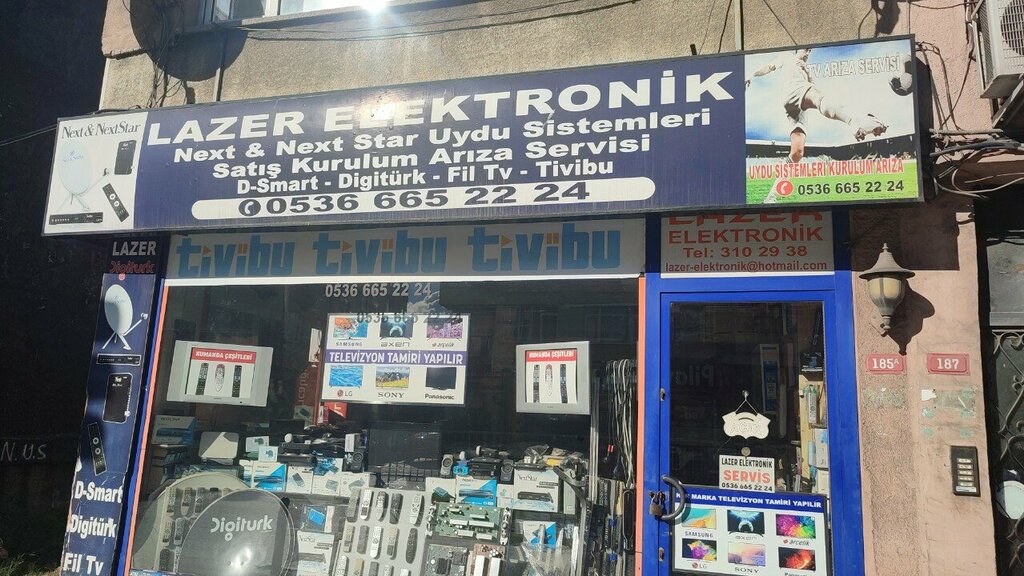 Next & NextStar
LAZER ELEKTRONİK
Next & Next Star Uydu Sistemleri
Satış Kurulum Arıza Servisi
D-Smart - Digitürk - Fil Tv - Tivibu
0536 665 22 24
TV ARIZA SERVİSİ
UYDU SİSTEMLERİ KURULUM ARIZA
0536 665 22 24
LAZER
Digiturk
tivibu tivibu tivibu
0536 665 22 24
LAZER
ELEKTRONİK
Tel: 310 29 38
lazer-elektronik@hotmail.com
KUMANDA ÇEŞİTLERİ
SAMSUNG axen arçelik
TELEVİZYON TAMİRİ YAPILIR
LG SONY Panasonic
KUMANDA ÇEŞİTLERİ
185A
187
D-Smart
Digitürk
Fil Tv
Digiturk
LAZER ELEKTRONİK
SERVİS
0536 665 22 24
MARKA TELEVİZYON TAMİRİ YAPILIR
SAMSUNG axen arçelik
LG SONY
N.U.S